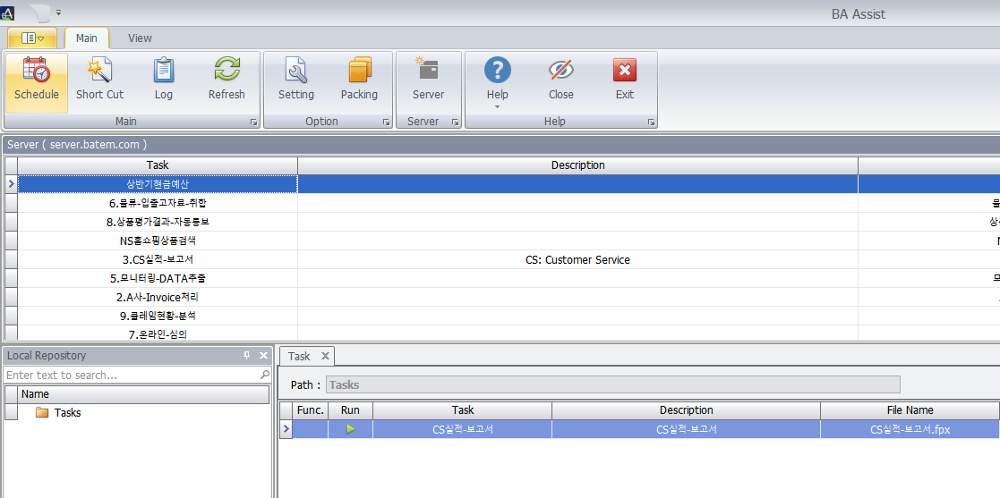 BA Assist
Main View
Schedule Short Cut Log Refresh Setting Packing Server Help Close Exit
Main Option Server Help
Server ( server.batem.com )
Task Description
상반기현금예산
6.물류-입출고자료-취합
8.상품평가결과-자동통보
NS홈쇼핑상품검색
3.CS실적-보고서 CS: Customer Service
5.모니터링-DATA추출
2.A사-Invoice처리
9.클레임현황-분석
7.온라인-심의
Local Repository
Enter text to search...
Name
Tasks
Task
Path : Tasks
Func. Run Task Description File Name
CS실적-보고서 CS실적-보고서 CS실적-보고서.fpx